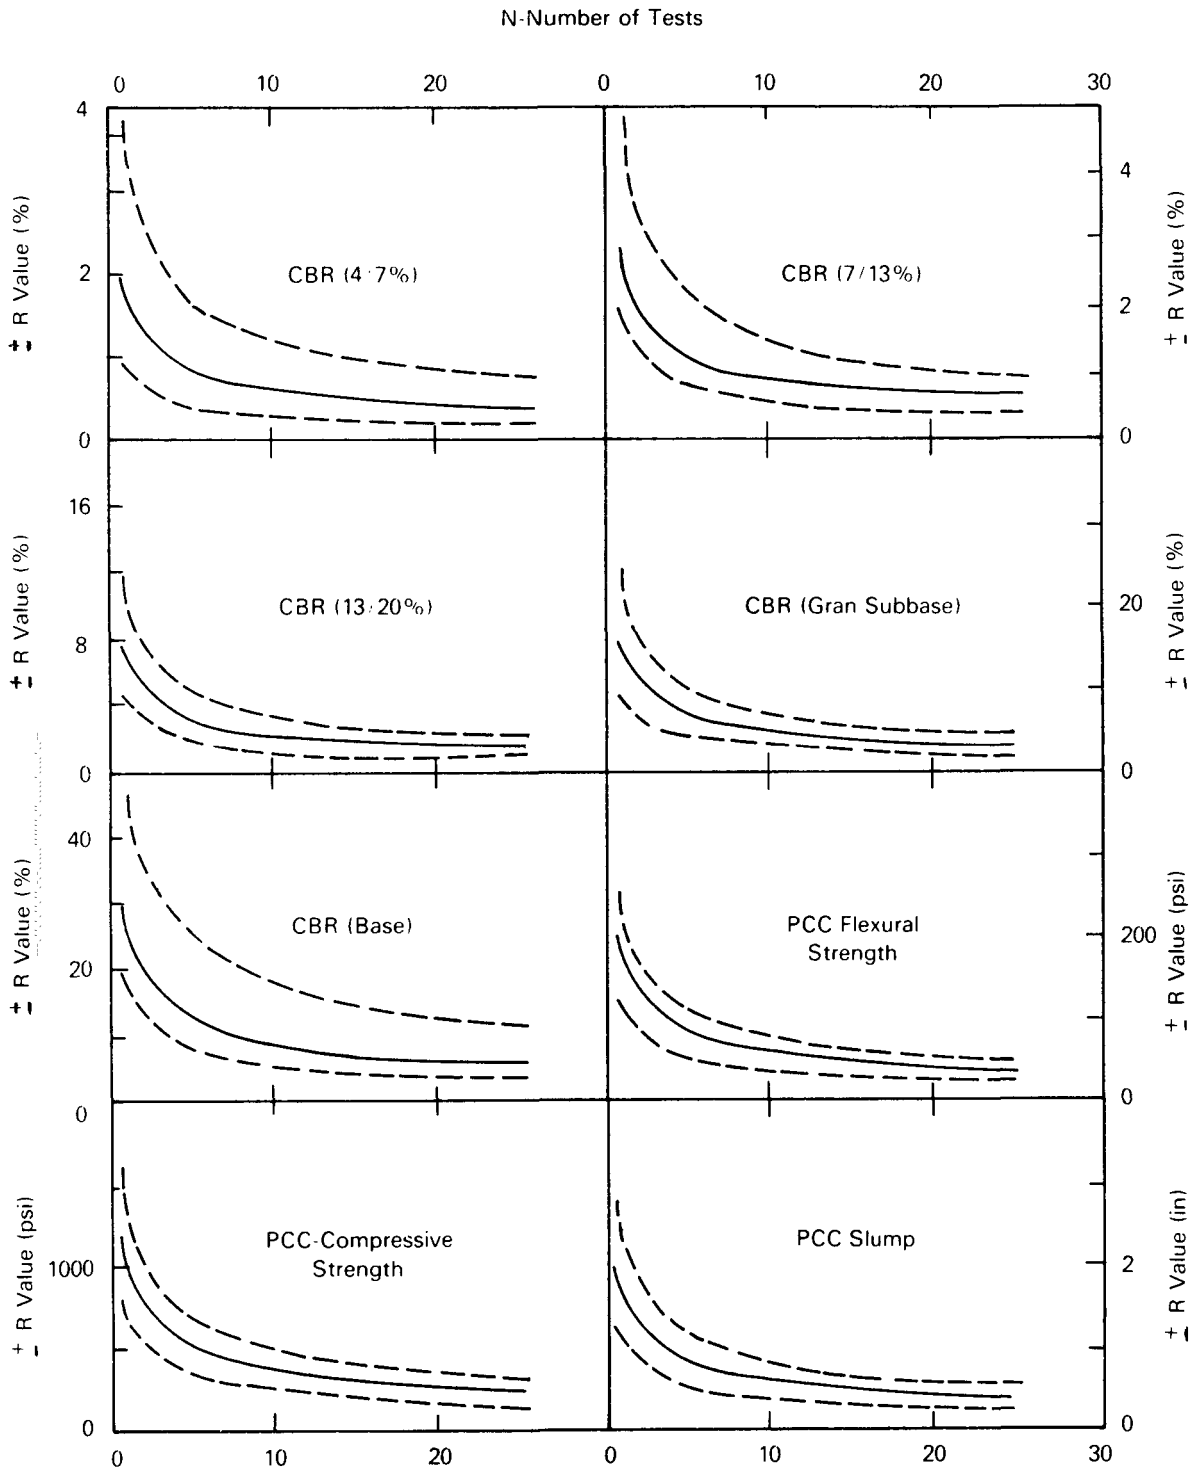 N-Number of Tests
0 10 20 0 10 20 30
4
2
0
± R Value (%)
CBR (4/7%)
CBR (7/13%)
4
2
0
± R Value (%)
16
8
0
± R Value (%)
CBR (13/20%)
CBR (Gran Subbase)
20
0
± R Value (%)
40
20
0
± R Value (%)
CBR (Base)
PCC Flexural
Strength
200
0
± R Value (psi)
1000
0
± R Value (psi)
PCC-Compressive
Strength
PCC Slump
2
0
± R Value (in)
0 10 20 0 10 20 30